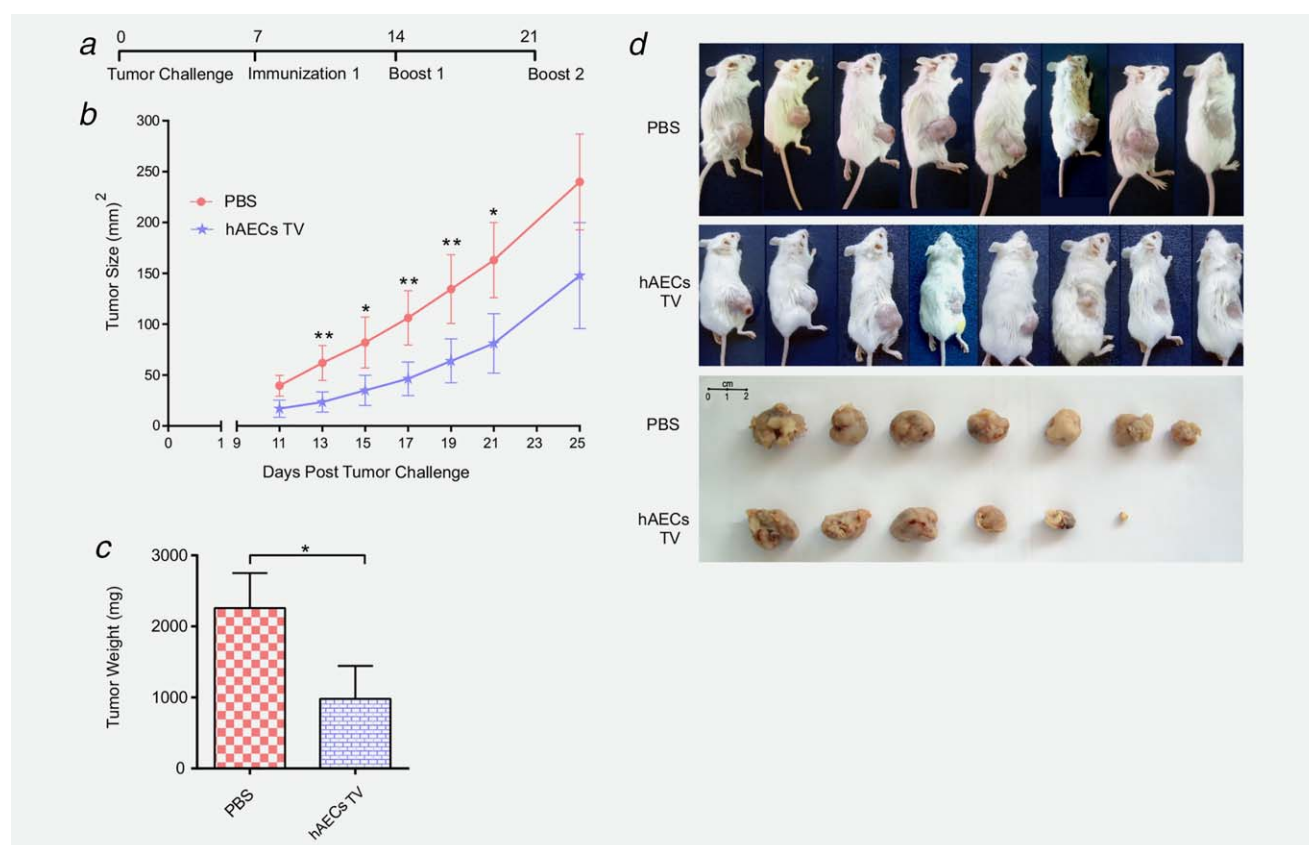 a
0 7 14 21
Tumor Challenge Immunization 1 Boost 1 Boost 2
b
Tumor Size (mm)2
300
250
200
150
100
50
0
PBS
hAECs TV
** * ** ** *
0 1 9 11 13 15 17 19 21 23 25
Days Post Tumor Challenge
c
Tumor Weight (mg)
3000
2000
1000
0
*
PBS
hAECs TV
d
PBS
hAECs
TV
cm
0 1 2
PBS
hAECs
TV